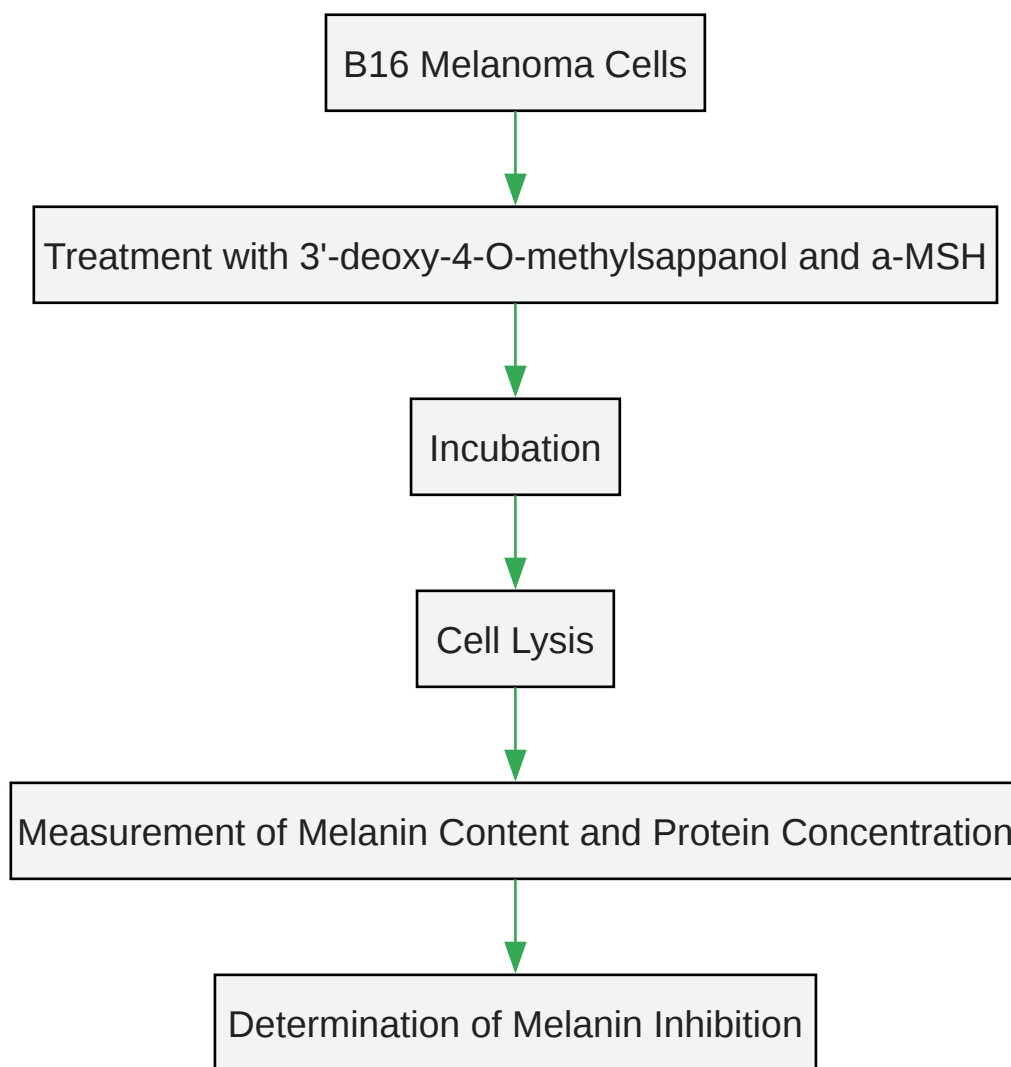 B16 Melanoma Cells
Treatment with 3'-deoxy-4-O-methylsappanol and a-MSH
Incubation
Cell Lysis
Measurement of Melanin Content and Protein Concentration
Determination of Melanin Inhibition